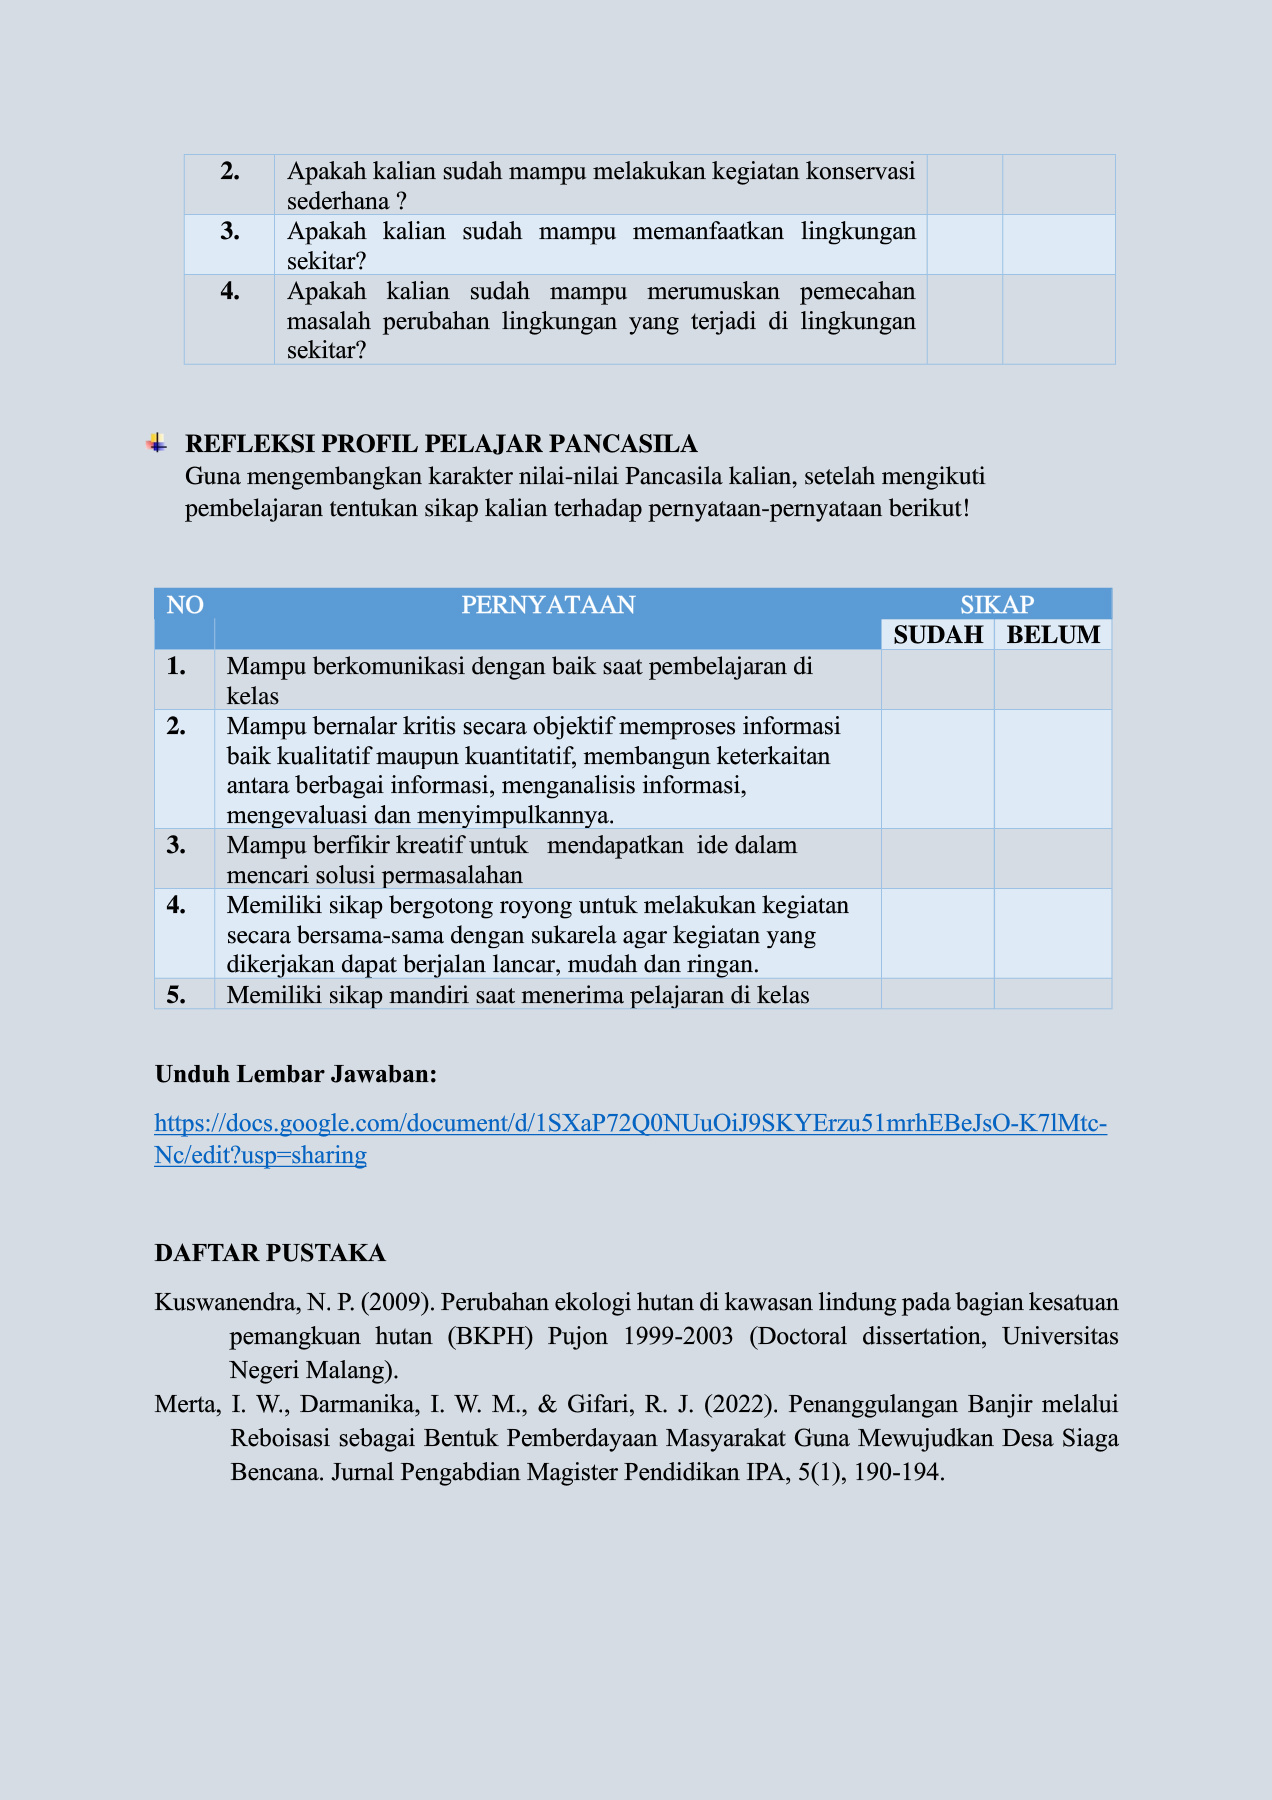 2. Apakah kalian sudah mampu melakukan kegiatan konservasi
sederhana ?
3. Apakah kalian sudah mampu memanfaatkan lingkungan
sekitar?
4. Apakah kalian sudah mampu merumuskan pemecahan
masalah perubahan lingkungan yang terjadi di lingkungan
sekitar?
REFLEKSI PROFIL PELAJAR PANCASILA
Guna mengembangkan karakter nilai-nilai Pancasila kalian, setelah mengikuti
pembelajaran tentukan sikap kalian terhadap pernyataan-pernyataan berikut!
NO PERNYATAAN SIKAP
SUDAH BELUM
1. Mampu berkomunikasi dengan baik saat pembelajaran di
kelas
2. Mampu bernalar kritis secara objektif memproses informasi
baik kualitatif maupun kuantitatif, membangun keterkaitan
antara berbagai informasi, menganalisis informasi,
mengevaluasi dan menyimpulkannya.
3. Mampu berfikir kreatif untuk mendapatkan ide dalam
mencari solusi permasalahan
4. Memiliki sikap bergotong royong untuk melakukan kegiatan
secara bersama-sama dengan sukarela agar kegiatan yang
dikerjakan dapat berjalan lancar, mudah dan ringan.
5. Memiliki sikap mandiri saat menerima pelajaran di kelas
Unduh Lembar Jawaban:
https://docs.google.com/document/d/1SXaP72Q0NUuOiJ9SKYErzu51mrhEBeJsO-K7lMtc-
Nc/edit?usp=sharing
DAFTAR PUSTAKA
Kuswanendra, N. P. (2009). Perubahan ekologi hutan di kawasan lindung pada bagian kesatuan
pemangkuan hutan (BKPH) Pujon 1999-2003 (Doctoral dissertation, Universitas
Negeri Malang).
Merta, I. W., Darmanika, I. W. M., & Gifari, R. J. (2022). Penanggulangan Banjir melalui
Reboisasi sebagai Bentuk Pemberdayaan Masyarakat Guna Mewujudkan Desa Siaga
Bencana. Jurnal Pengabdian Magister Pendidikan IPA, 5(1), 190-194.